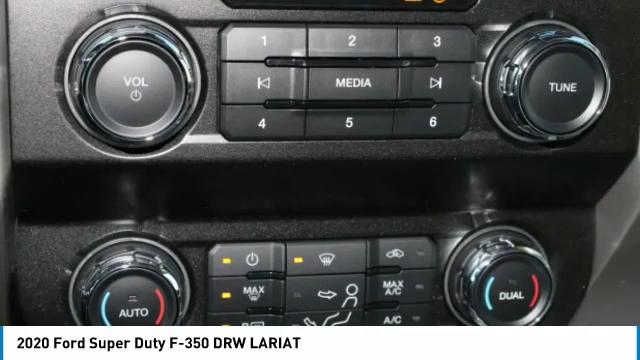 VOL
1 2 3
MEDIA
TUNE
4 5 6
MAX
MAX
A/C
AUTO
DUAL
A/C
2020 Ford Super Duty F-350 DRW LARIAT